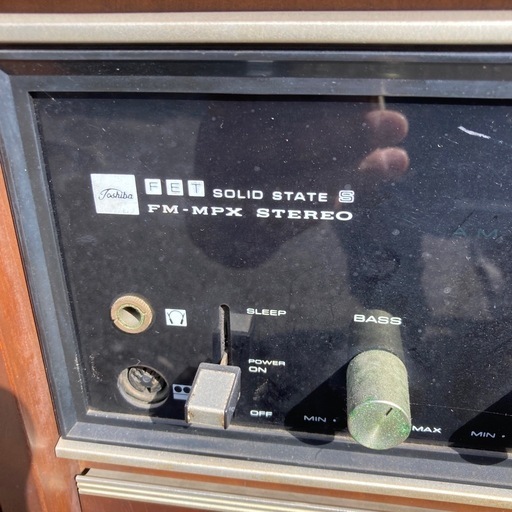 Toshiba
FET SOLID STATE S
FM-MPX STEREO
SLEEP
BASS
POWER
ON
OFF
MIN
MAX
MIN